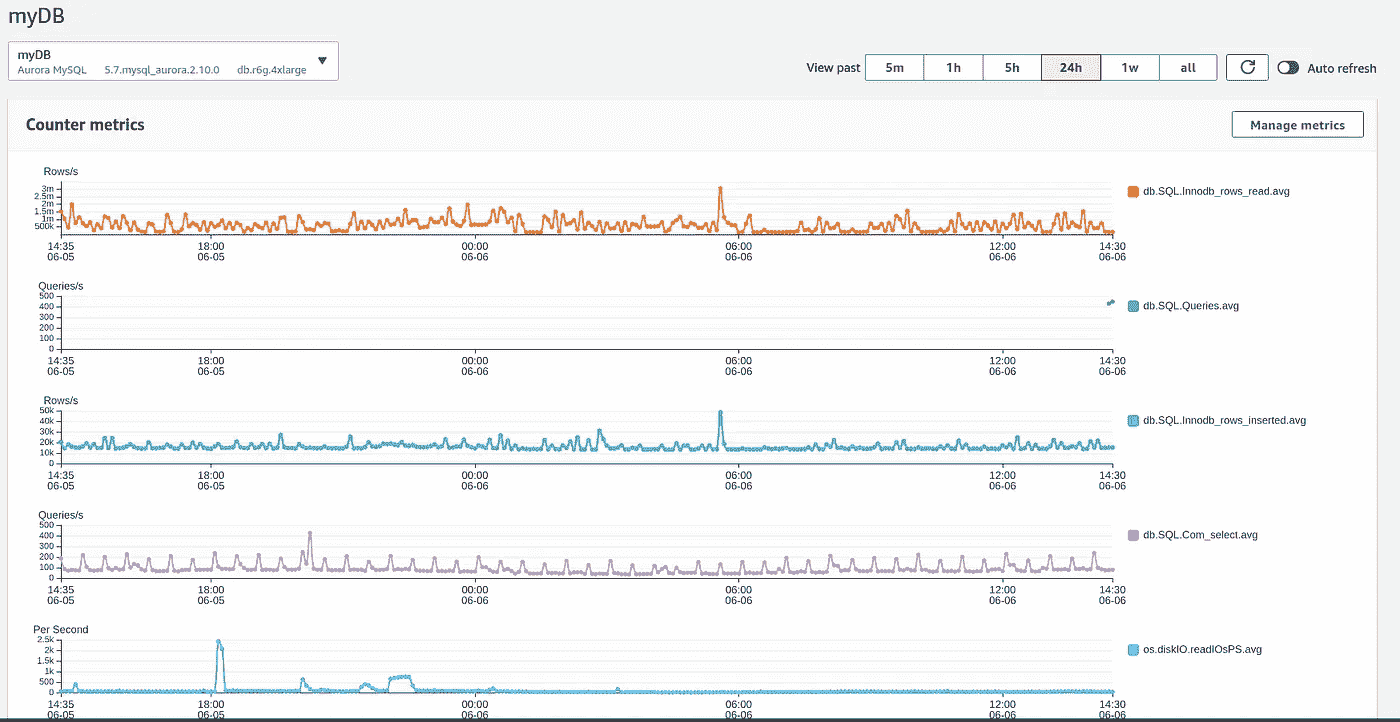 myDB
myDB
Aurora MySQL 5.7.mysql_aurora.2.10.0 db.r6g.4xlarge
View past 5m 1h 5h 24h 1w all Auto refresh
Counter metrics
Manage metrics
Rows/s
3m
2.5m
2m
1.5m
1m
500k
db.SQL.Innodb_rows_read.avg
14:35 18:00 00:00 06:00 12:00 14:30
06-05 06-05 06-06 06-06 06-06 06-06
Queries/s
500
400
300
200
100
0
db.SQL.Queries.avg
14:35 18:00 00:00 06:00 12:00 14:30
06-05 06-05 06-06 06-06 06-06 06-06
Rows/s
50k
40k
30k
20k
10k
0
db.SQL.Innodb_rows_inserted.avg
14:35 18:00 00:00 06:00 12:00 14:30
06-05 06-05 06-06 06-06 06-06 06-06
Queries/s
500
400
300
200
100
0
db.SQL.Com_select.avg
14:35 18:00 00:00 06:00 12:00 14:30
06-05 06-05 06-06 06-06 06-06 06-06
Per Second
2.5k
2k
1.5k
1k
500
0
os.diskIO.readIOsPS.avg
14:35 18:00 00:00 06:00 12:00 14:30
06-05 06-05 06-06 06-06 06-06 06-06